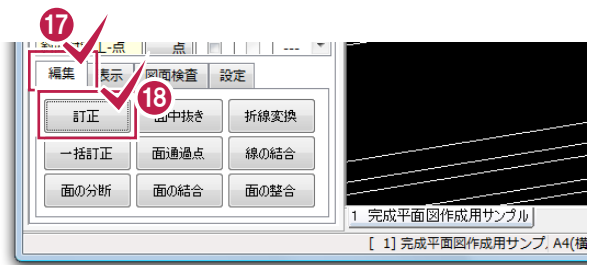 17
点 点 ---
編集 表示 図面検査 設定
18
訂正 面中抜き 折線変換
一括訂正 面通過点 線の結合
面の分断 面の結合 面の整合
1 完成平面図作成用サンプル
[ 1] 完成平面図作成用サンプ, A4(横